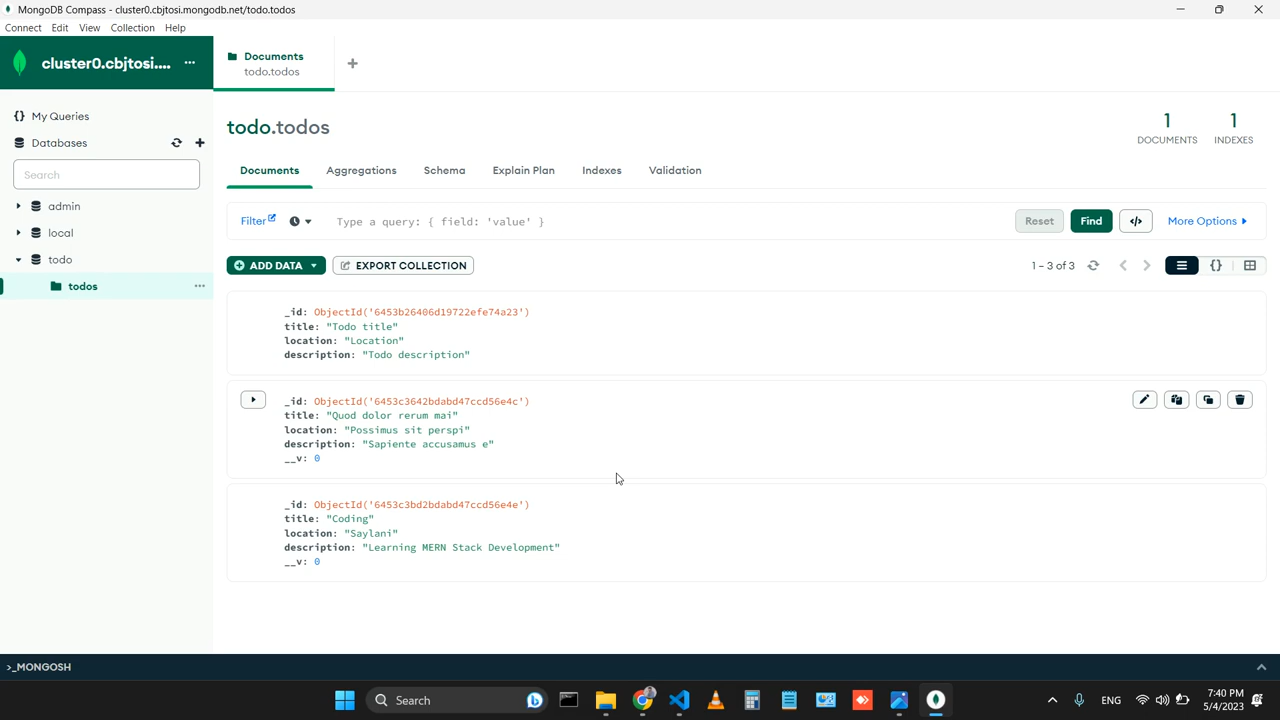 MongoDB Compass - cluster0.cbjtosi.mongodb.net/todo.todos
Connect Edit View Collection Help
cluster0.cbjtosi....
Documents
todo.todos
{} My Queries
Databases
Search
admin
local
todo
todos
todo.todos
1
DOCUMENTS
1
INDEXES
Documents Aggregations Schema Explain Plan Indexes Validation
Filter Type a query: { field: 'value' } Reset Find </> More Options
ADD DATA EXPORT COLLECTION 1 – 3 of 3 {}
_id: ObjectId('6453b26406d19722efe74a23')
title: "Todo title"
location: "Location"
description: "Todo description"
_id: ObjectId('6453c3642bdabd47ccd56e4c')
title: "Quod dolor rerum mai"
location: "Possimus sit perspi"
description: "Sapiente accusamus e"
__v: 0
_id: ObjectId('6453c3bd2bdabd47ccd56e4e')
title: "Coding"
location: "Saylani"
description: "Learning MERN Stack Development"
__v: 0
>_MONGOSH
Search
ENG
7:40 PM
5/4/2023